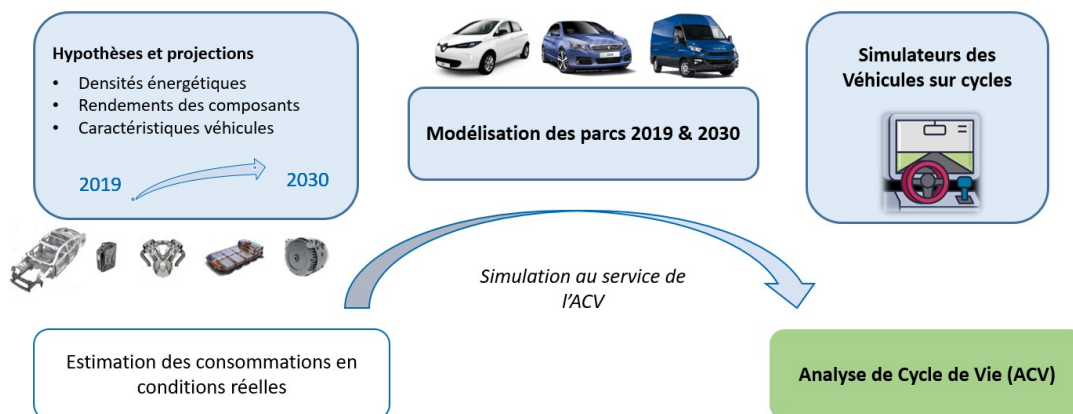 Hypothèses et projections
• Densités énergétiques
• Rendements des composants
• Caractéristiques véhicules
2019
2030
Modélisation des parcs 2019 & 2030
Simulateurs des
Véhicules sur cycles
Simulation au service de
l’ACV
Estimation des consommations en
conditions réelles
Analyse de Cycle de Vie (ACV)